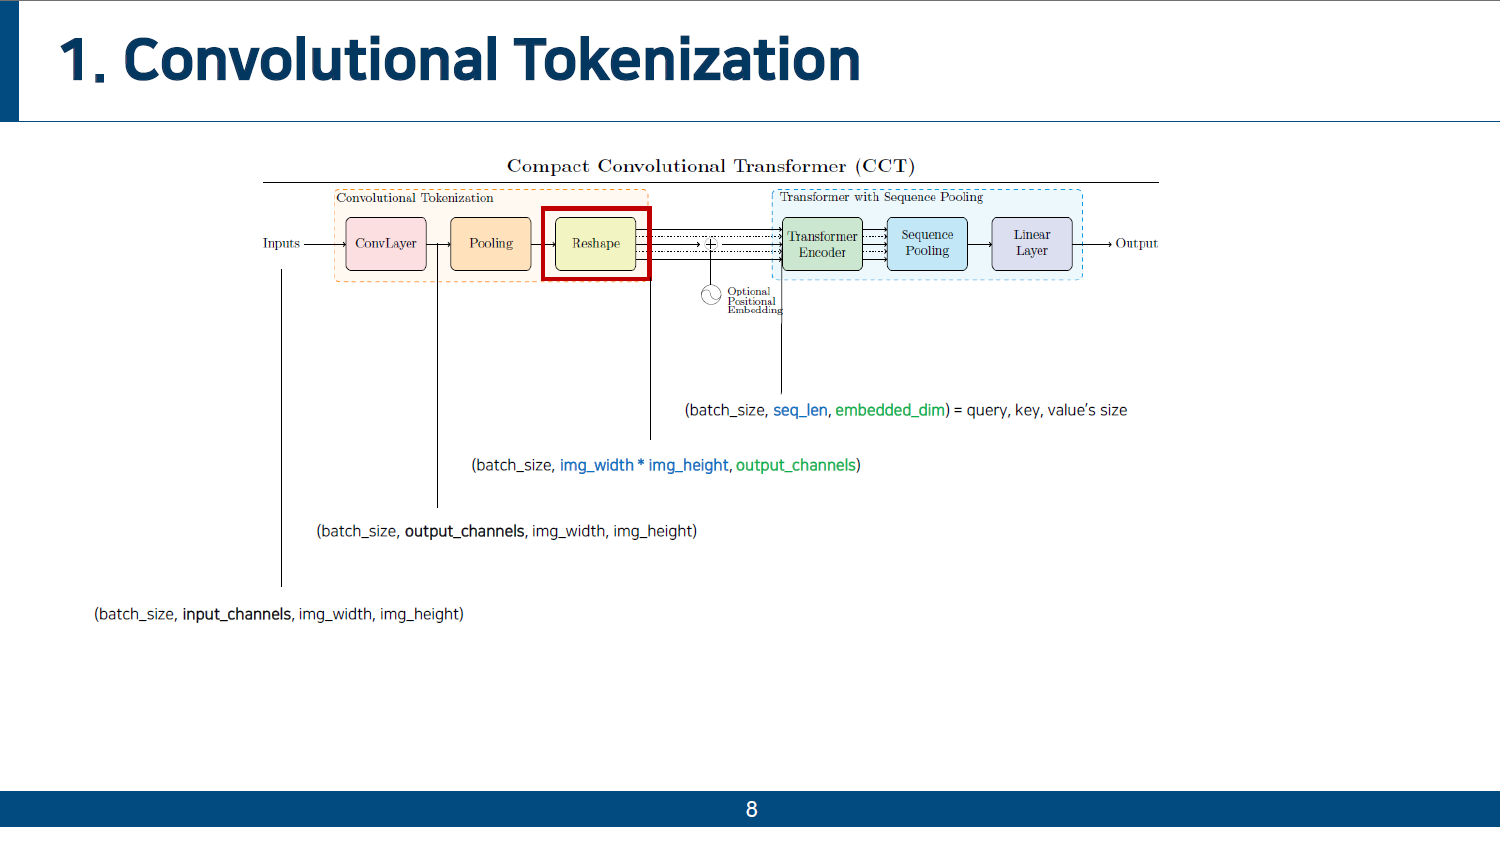 1. Convolutional Tokenization
Compact Convolutional Transformer (CCT)
Convolutional Tokenization
Transformer with Sequence Pooling
Inputs
ConvLayer
Pooling
Reshape
Transformer
Encoder
Sequence
Pooling
Linear
Layer
Output
Optional
Positional
Embedding
(batch_size, seq_len, embedded_dim) = query, key, value's size
(batch_size, img_width * img_height, output_channels)
(batch_size, output_channels, img_width, img_height)
(batch_size, input_channels, img_width, img_height)
8